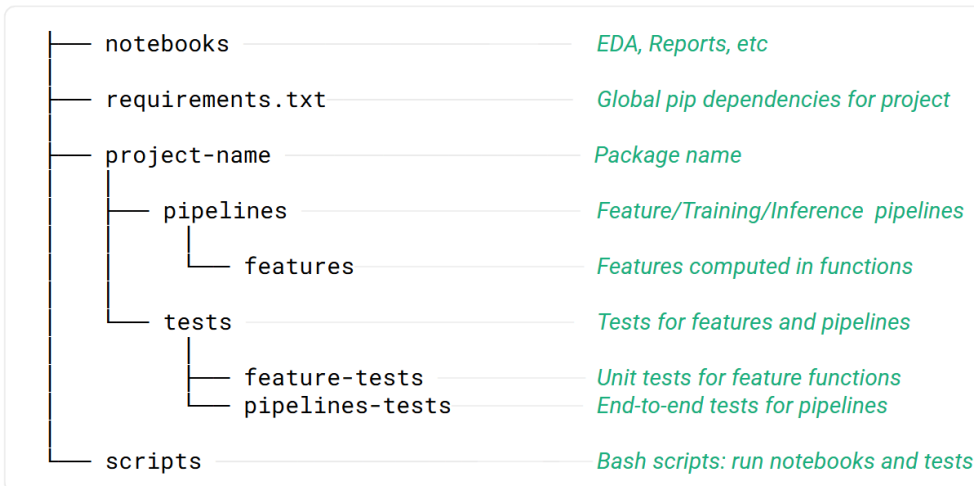 notebooks EDA, Reports, etc
requirements.txt Global pip dependencies for project
project-name Package name
pipelines Feature/Training/Inference pipelines
features Features computed in functions
tests Tests for features and pipelines
feature-tests Unit tests for feature functions
pipelines-tests End-to-end tests for pipelines
scripts Bash scripts: run notebooks and tests